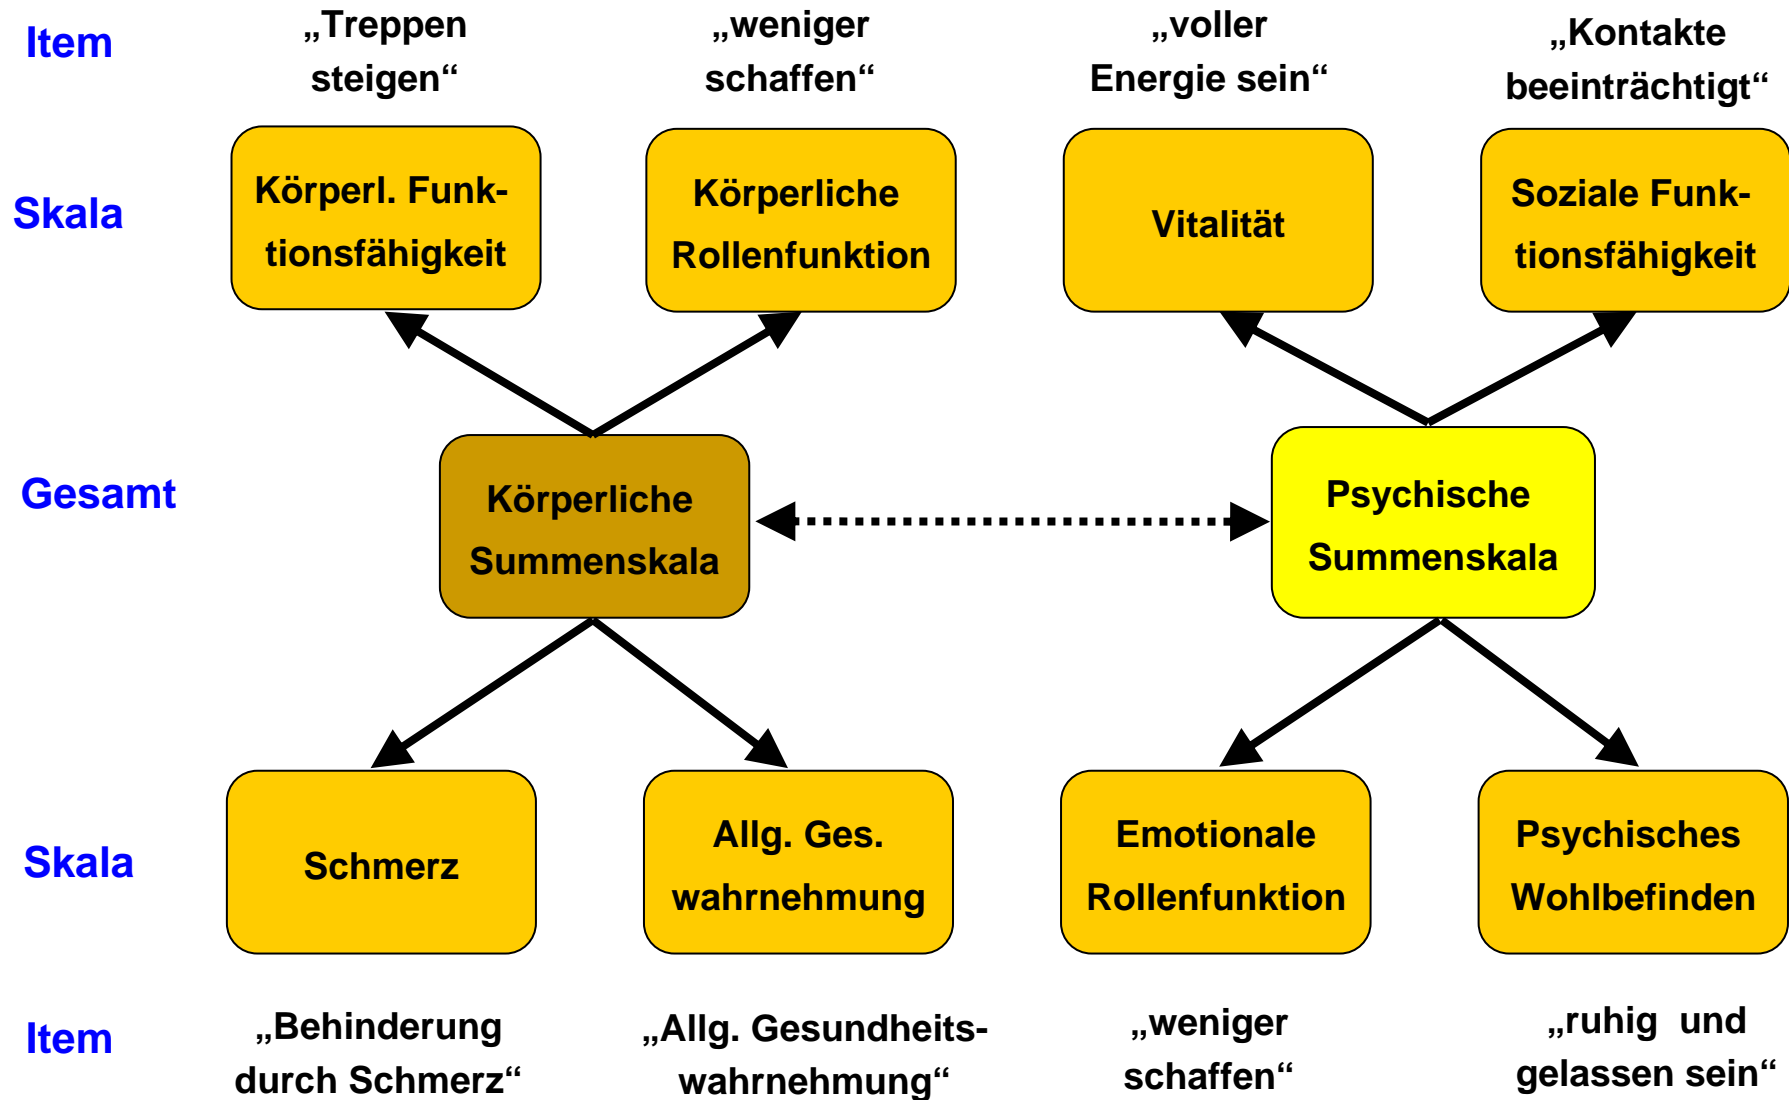 Item
„Treppen
steigen“
„weniger
schaffen“
„voller
Energie sein“
„Kontakte
beeinträchtigt“
Skala
Körperl. Funk-
tionsfähigkeit
Körperliche
Rollenfunktion
Vitalität
Soziale Funk-
tionsfähigkeit
Gesamt
Körperliche
Summenskala
Psychische
Summenskala
Skala
Schmerz
Allg. Ges.
wahrnehmung
Emotionale
Rollenfunktion
Psychisches
Wohlbefinden
Item
„Behinderung
durch Schmerz“
„Allg. Gesundheits-
wahrnehmung“
„weniger
schaffen“
„ruhig und
gelassen sein“